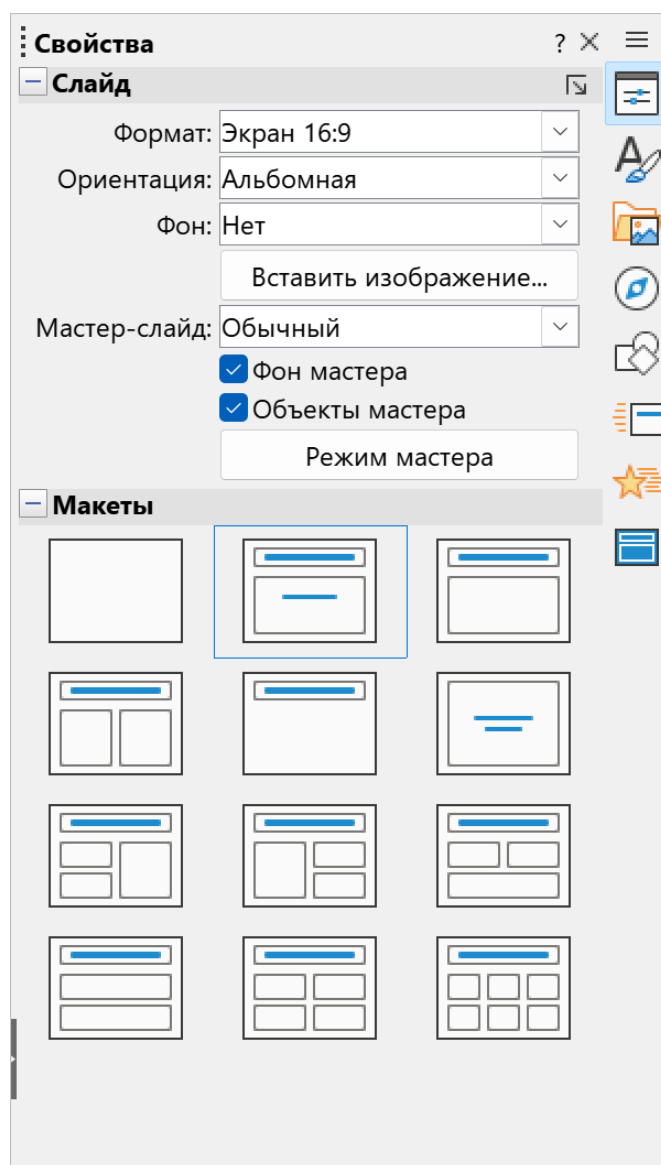 Свойства ?
Слайд
Формат: Экран 16:9
Ориентация: Альбомная
Фон: Нет
Вставить изображение...
Мастер-слайд: Обычный
Фон мастера
Объекты мастера
Режим мастера
Макеты